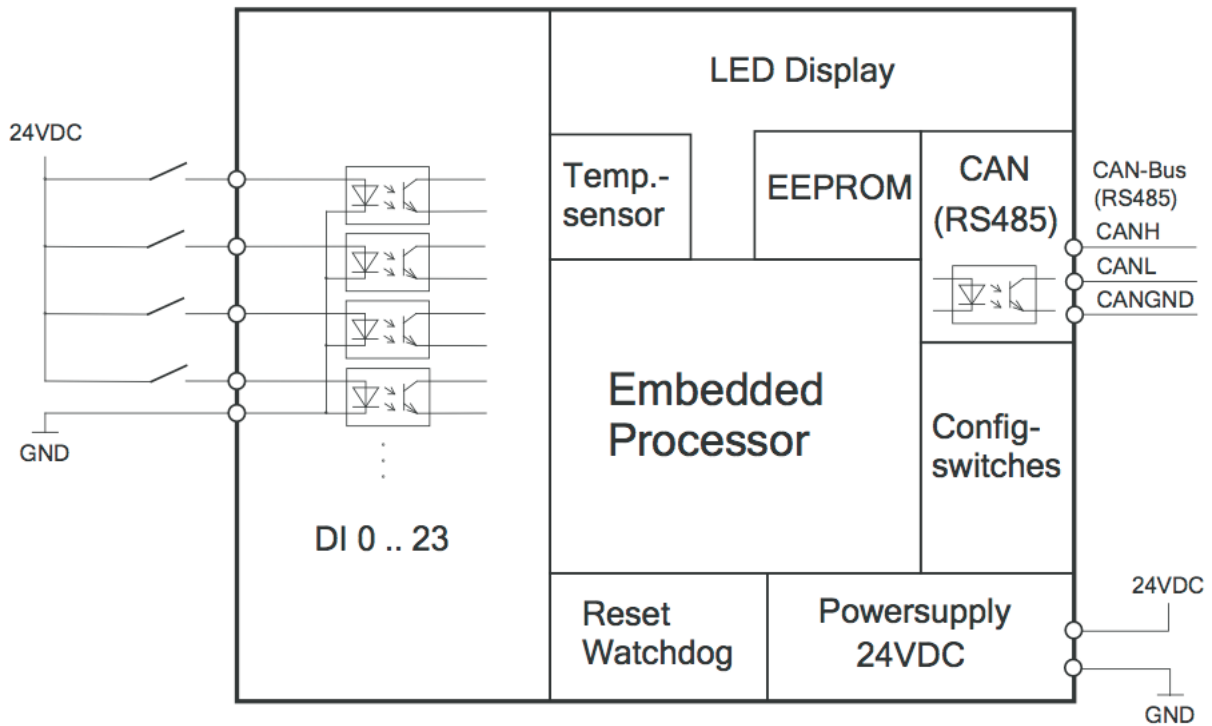 LED Display
24VDC
Temp.-
sensor
EEPROM
CAN
(RS485)
CAN-Bus
(RS485)
CANH
CANL
CANGND
Embedded
Processor
Config-
switches
GND
DI 0 .. 23
Reset
Watchdog
Powersupply
24VDC
24VDC
GND